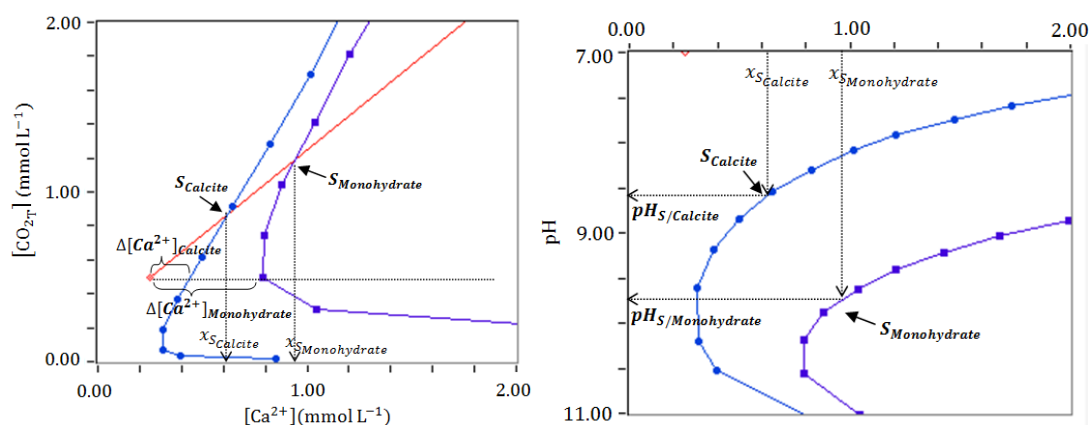 2.00
[CO₂T] (mmol L⁻¹)
1.00
0.00
S_Calcite
S_Monohydrate
Δ[Ca²⁺]_Calcite
Δ[Ca²⁺]_Monohydrate
x_S_Calcite
x_S_Monohydrate
0.00 1.00 2.00
[Ca²⁺](mmol L⁻¹)
0.00 1.00 2.00
7.00
x_S_Calcite x_S_Monohydrate
S_Calcite
pH_S/Calcite
pH
9.00
pH_S/Monohydrate
S_Monohydrate
11.00